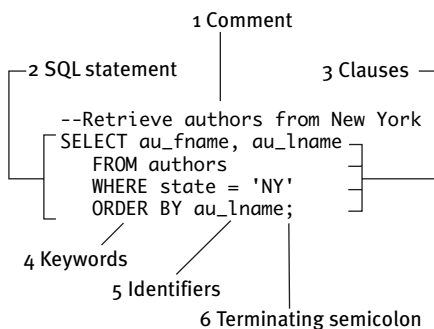 1 Comment
2 SQL statement
3 Clauses
--Retrieve authors from New York
SELECT au_fname, au_lname
FROM authors
WHERE state = 'NY'
ORDER BY au_lname;
4 Keywords
5 Identifiers
6 Terminating semicolon